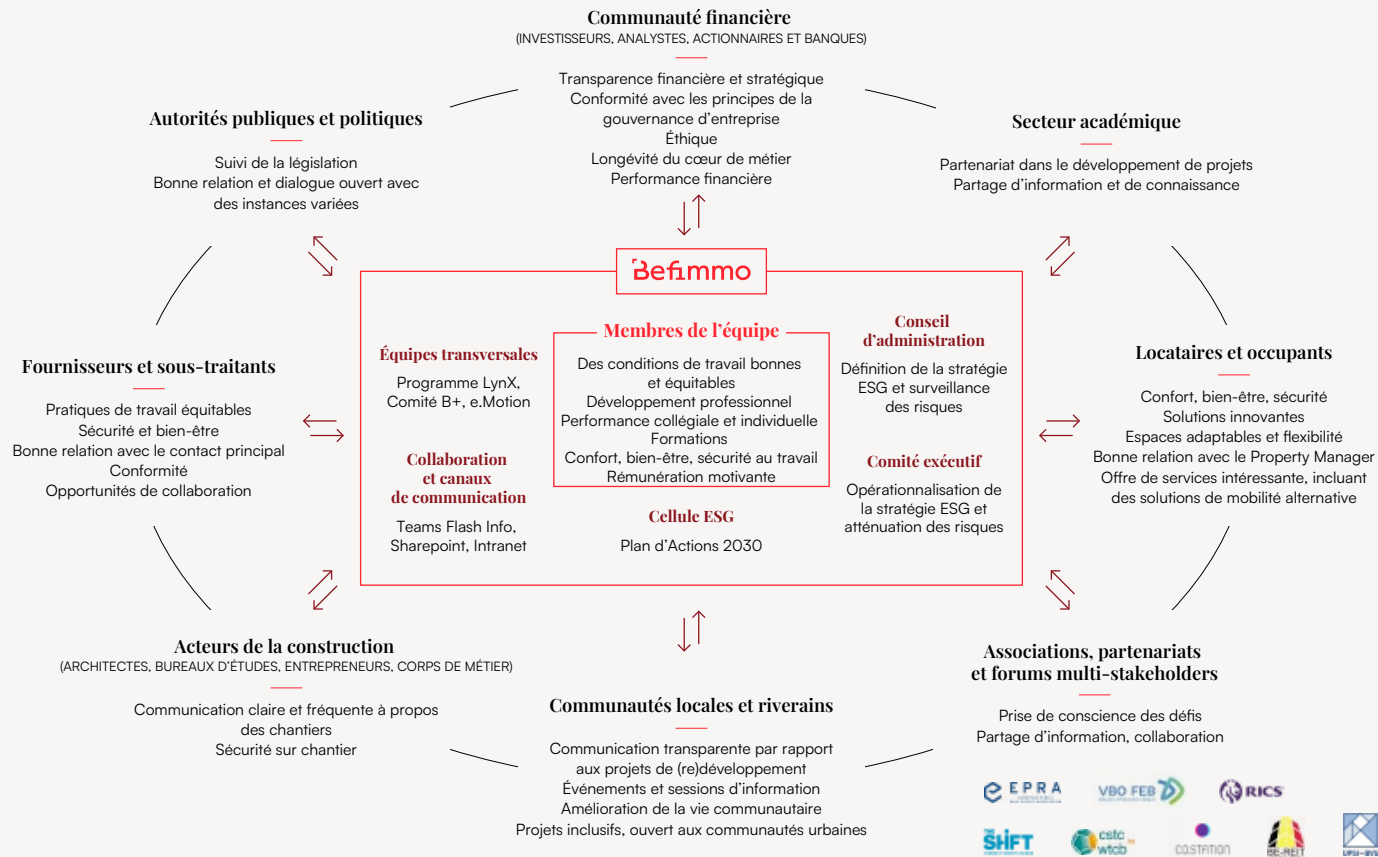 Communauté financière
(INVESTISSEURS, ANALYSTES, ACTIONNAIRES ET BANQUES)
Transparence financière et stratégique
Conformité avec les principes de la
gouvernance d'entreprise
Éthique
Longévité du cœur de métier
Performance financière
Autorités publiques et politiques
Suivi de la législation
Bonne relation et dialogue ouvert avec
des instances variées
Secteur académique
Partenariat dans le développement de projets
Partage d'information et de connaissance
Befimmo
Membres de l'équipe
Des conditions de travail bonnes
et équitables
Développement professionnel
Performance collégiale et individuelle
Formations
Confort, bien-être, sécurité au travail
Rémunération motivante
Équipes transversales
Programme LynX,
Comité B+, e.Motion
Collaboration
et canaux
de communication
Teams Flash Info,
Sharepoint, Intranet
Cellule ESG
Plan d'Actions 2030
Conseil
d'administration
Définition de la stratégie
ESG et surveillance
des risques
Comité exécutif
Opérationnalisation de
la stratégie ESG et
atténuation des risques
Fournisseurs et sous-traitants
Pratiques de travail équitables
Sécurité et bien-être
Bonne relation avec le contact principal
Conformité
Opportunités de collaboration
Locataires et occupants
Confort, bien-être, sécurité
Solutions innovantes
Espaces adaptables et flexibilité
Bonne relation avec le Property Manager
Offre de services intéressante, incluant
des solutions de mobilité alternative
Acteurs de la construction
(ARCHITECTES, BUREAUX D'ÉTUDES, ENTREPRENEURS, CORPS DE MÉTIER)
Communication claire et fréquente à propos
des chantiers
Sécurité sur chantier
Communautés locales et riverains
Communication transparente par rapport
aux projets de (re)développement
Événements et sessions d'information
Amélioration de la vie communautaire
Projets inclusifs, ouvert aux communautés urbaines
Associations, partenariats
et forums multi-stakeholders
Prise de conscience des défis
Partage d'information, collaboration
EPRA
VBO FEB
RICS
THE
SHIFT
cstc
wtcb
CO.STATION
BE-REIT
UPSI-BVS